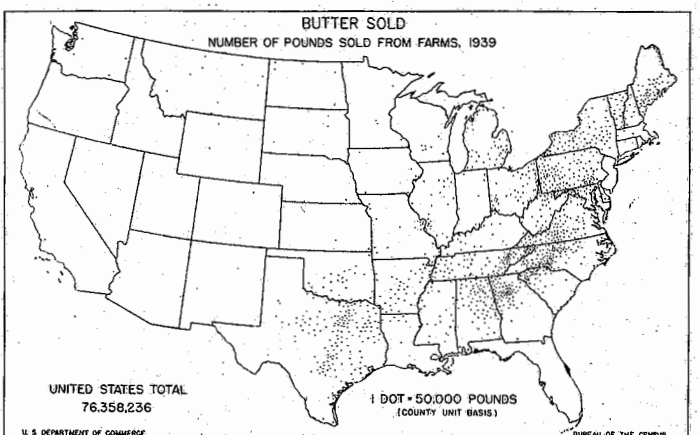 BUTTER SOLD
NUMBER OF POUNDS SOLD FROM FARMS, 1939
UNITED STATES TOTAL
76,358,236
1 DOT = 50,000 POUNDS
(COUNTY UNIT BASIS)
U. S. DEPARTMENT OF COMMERCE
BUREAU OF THE CENSUS